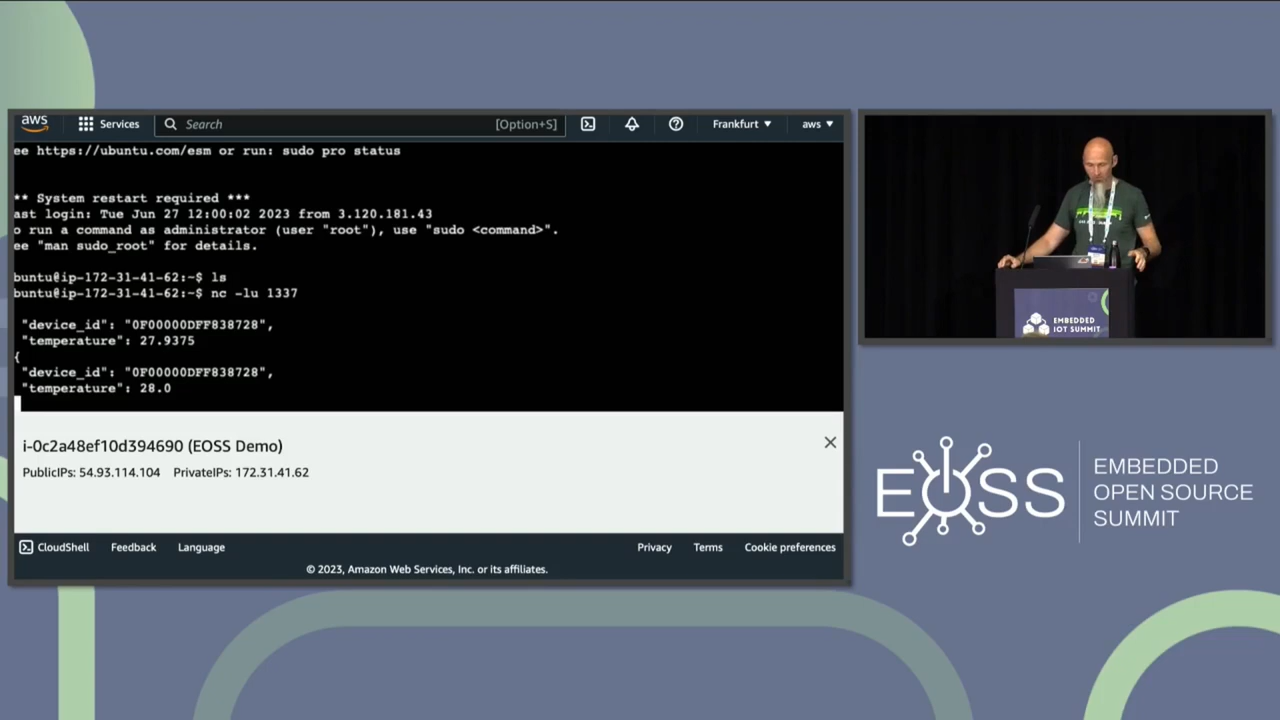 aws
Services
Search
[Option+S]
Frankfurt
aws
ee https://ubuntu.com/esm or run: sudo pro status
** System restart required ***
ast login: Tue Jun 27 12:00:02 2023 from 3.120.181.43
o run a command as administrator (user "root"), use "sudo <command>".
ee "man sudo_root" for details.
buntu@ip-172-31-41-62:~$ ls
buntu@ip-172-31-41-62:~$ nc -lu 1337
"device_id": "0F00000DFF838728",
"temperature": 27.9375
{
"device_id": "0F00000DFF838728",
"temperature": 28.0
i-0c2a48ef10d394690 (EOSS Demo)
PublicIPs: 54.93.114.104 PrivateIPs: 172.31.41.62
CloudShell
Feedback
Language
Privacy
Terms
Cookie preferences
© 2023, Amazon Web Services, Inc. or its affiliates.
EMBEDDED
IOT SUMMIT
EOSS
EMBEDDED
OPEN SOURCE
SUMMIT